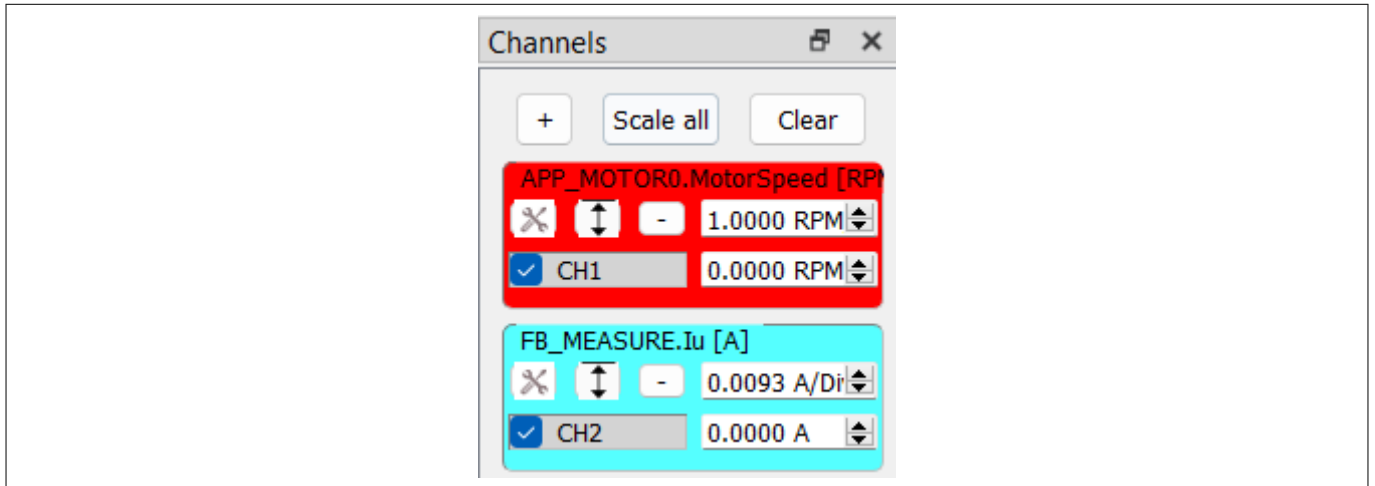 Channels
+ Scale all Clear
APP_MOTOR0.MotorSpeed [RPM
- 1.0000 RPM
CH1 0.0000 RPM
FB_MEASURE.Iu [A]
- 0.0093 A/Di
CH2 0.0000 A